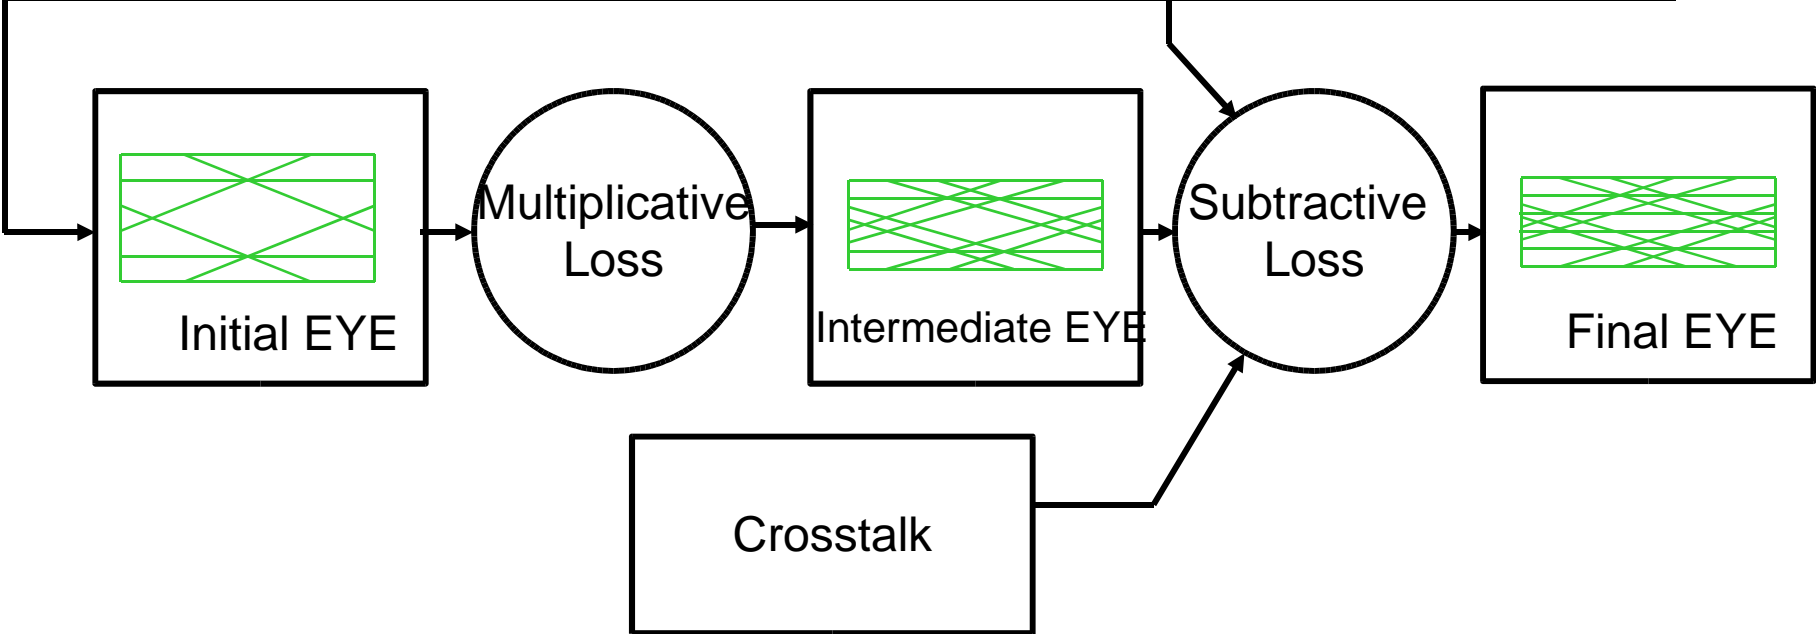 Multiplicative
Loss
Subtractive
Loss
Initial EYE
Intermediate EYE
Final EYE
Crosstalk